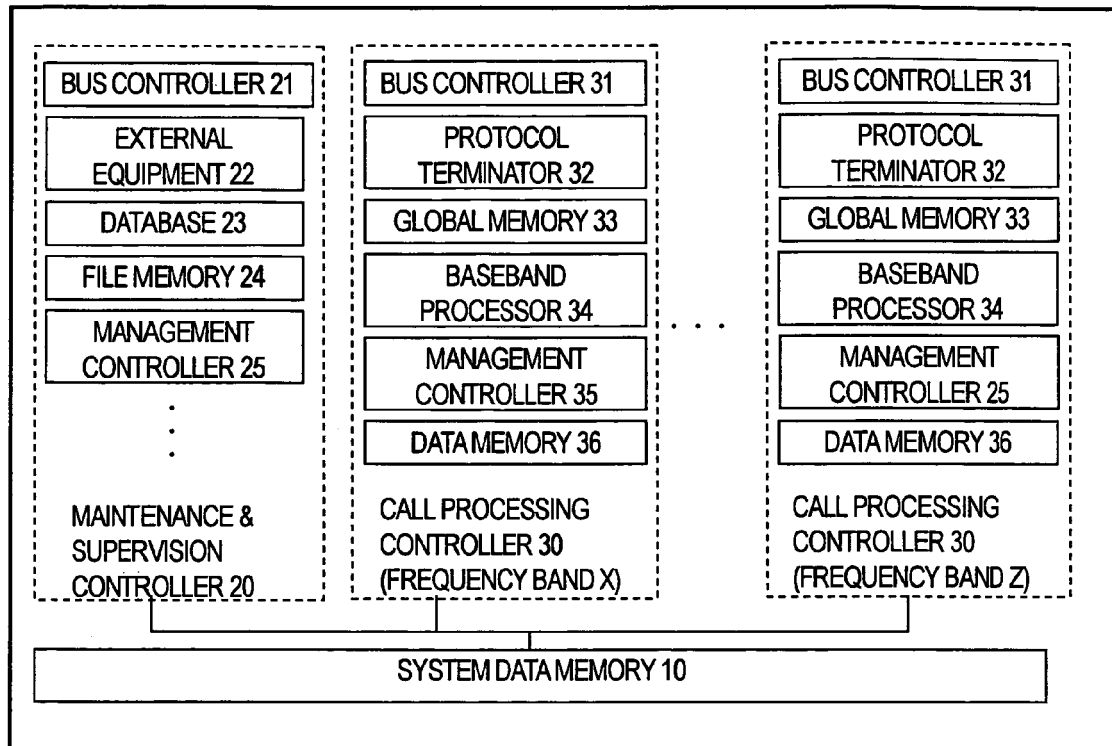 BUS CONTROLLER 21
EXTERNAL
EQUIPMENT 22
DATABASE 23
FILE MEMORY 24
MANAGEMENT
CONTROLLER 25
.
.
.
MAINTENANCE &
SUPERVISION
CONTROLLER 20
BUS CONTROLLER 31
PROTOCOL
TERMINATOR 32
GLOBAL MEMORY 33
BASEBAND
PROCESSOR 34
MANAGEMENT
CONTROLLER 35
DATA MEMORY 36
CALL PROCESSING
CONTROLLER 30
(FREQUENCY BAND X)
. . .
BUS CONTROLLER 31
PROTOCOL
TERMINATOR 32
GLOBAL MEMORY 33
BASEBAND
PROCESSOR 34
MANAGEMENT
CONTROLLER 25
DATA MEMORY 36
CALL PROCESSING
CONTROLLER 30
(FREQUENCY BAND Z)
SYSTEM DATA MEMORY 10